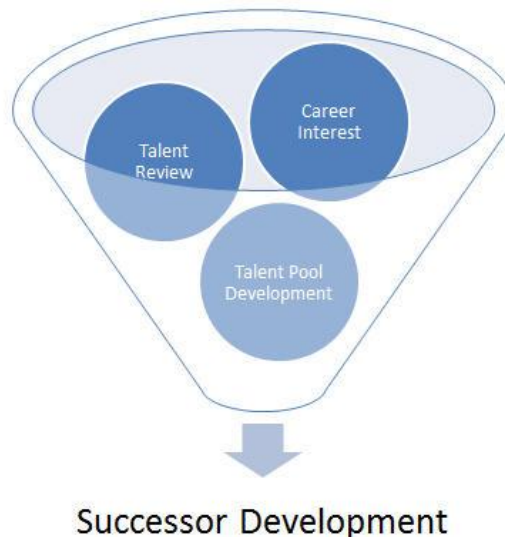 Career
Interest
Talent
Review
Talent Pool
Development
Successor Development